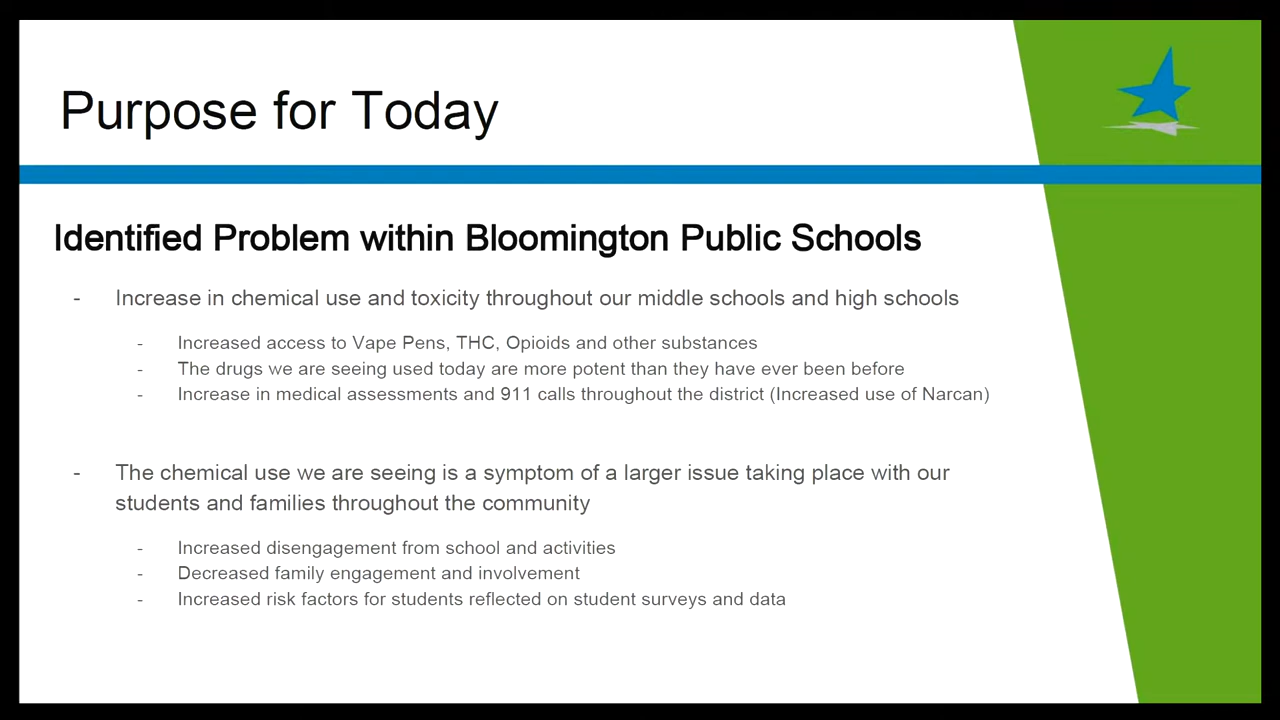 Purpose for Today
Identified Problem within Bloomington Public Schools
- Increase in chemical use and toxicity throughout our middle schools and high schools
- Increased access to Vape Pens, THC, Opioids and other substances
- The drugs we are seeing used today are more potent than they have ever been before
- Increase in medical assessments and 911 calls throughout the district (Increased use of Narcan)
- The chemical use we are seeing is a symptom of a larger issue taking place with our
students and families throughout the community
- Increased disengagement from school and activities
- Decreased family engagement and involvement
- Increased risk factors for students reflected on student surveys and data